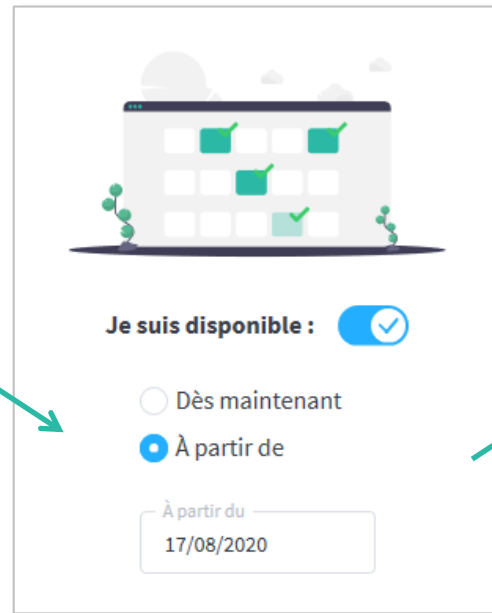 Je suis disponible :
Dès maintenant
À partir de
À partir du
17/08/2020